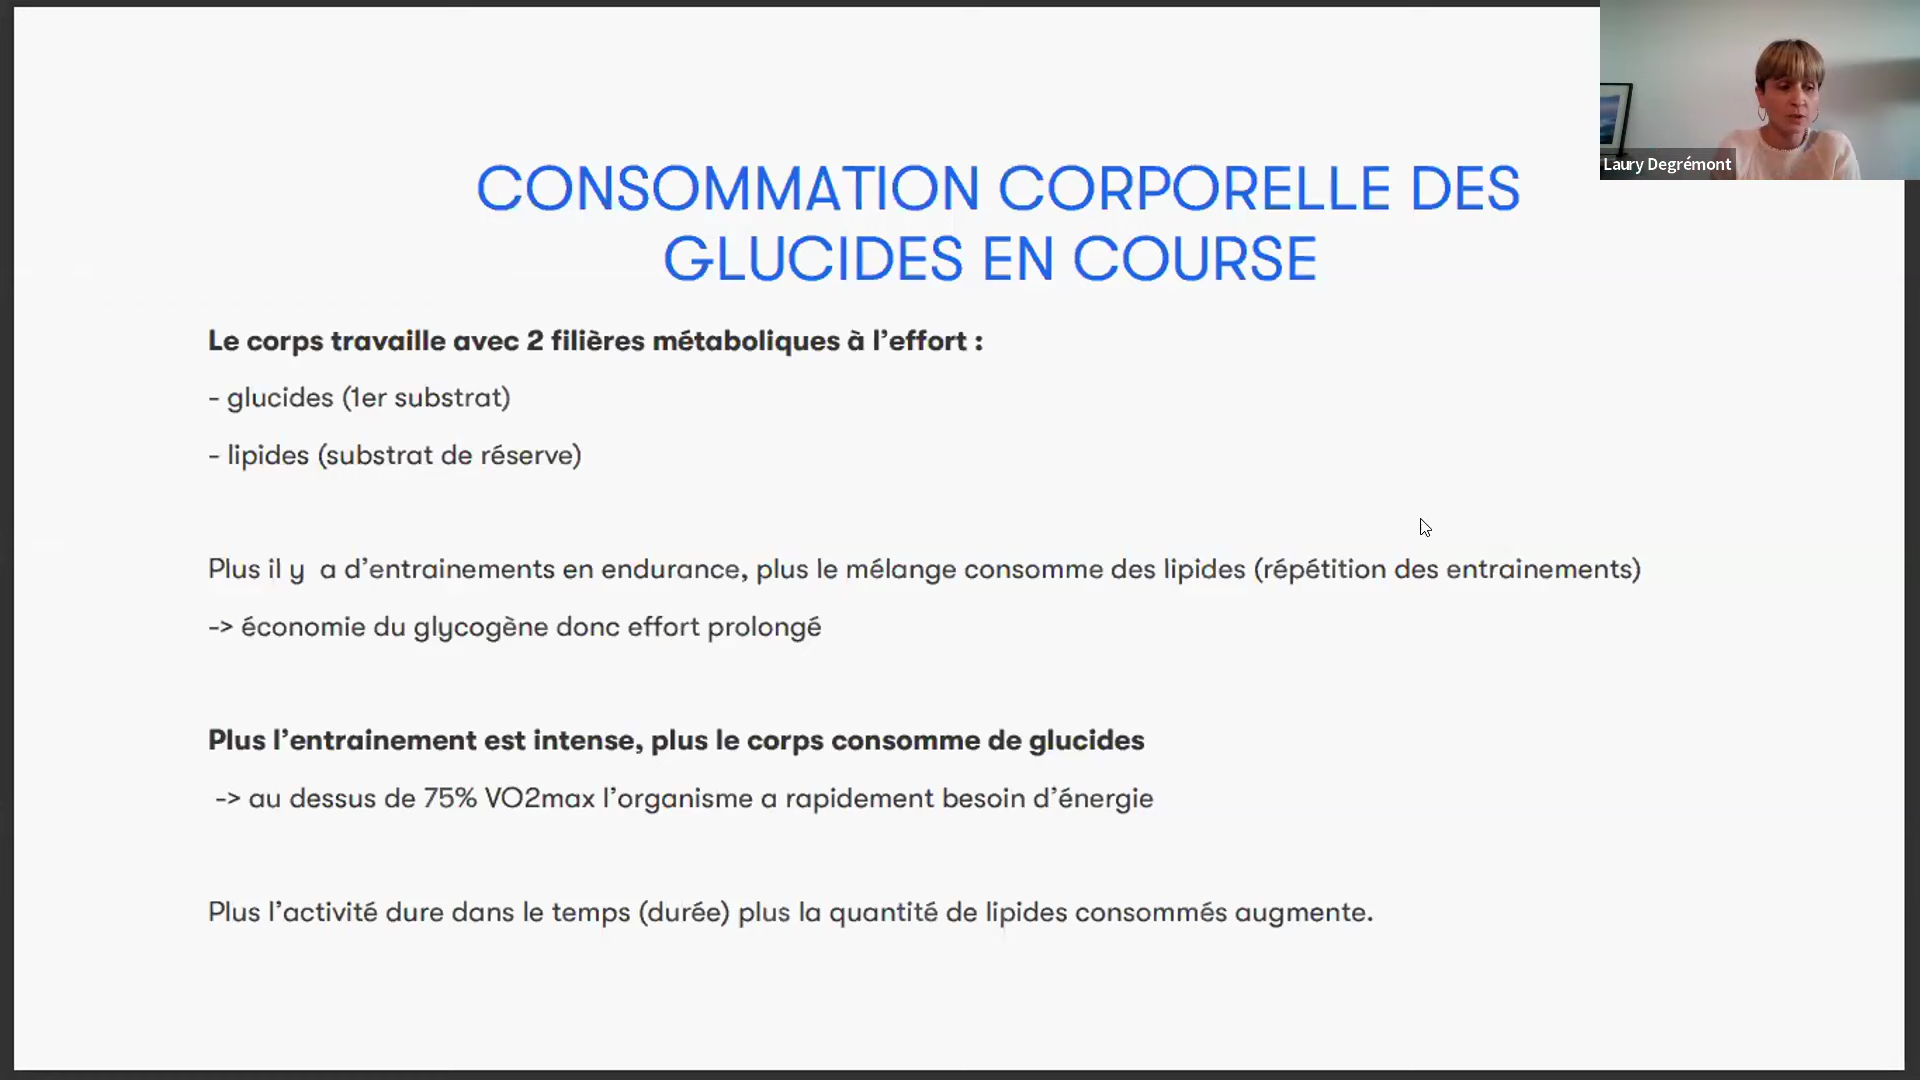 Laury Degrémont
CONSOMMATION CORPORELLE DES
GLUCIDES EN COURSE
Le corps travaille avec 2 filières métaboliques à l’effort :
- glucides (1er substrat)
- lipides (substrat de réserve)
Plus il y  a d’entrainements en endurance, plus le mélange consomme des lipides (répétition des entrainements)
-> économie du glycogène donc effort prolongé
Plus l’entrainement est intense, plus le corps consomme de glucides
-> au dessus de 75% VO2max l’organisme a rapidement besoin d’énergie
Plus l’activité dure dans le temps (durée) plus la quantité de lipides consommés augmente.